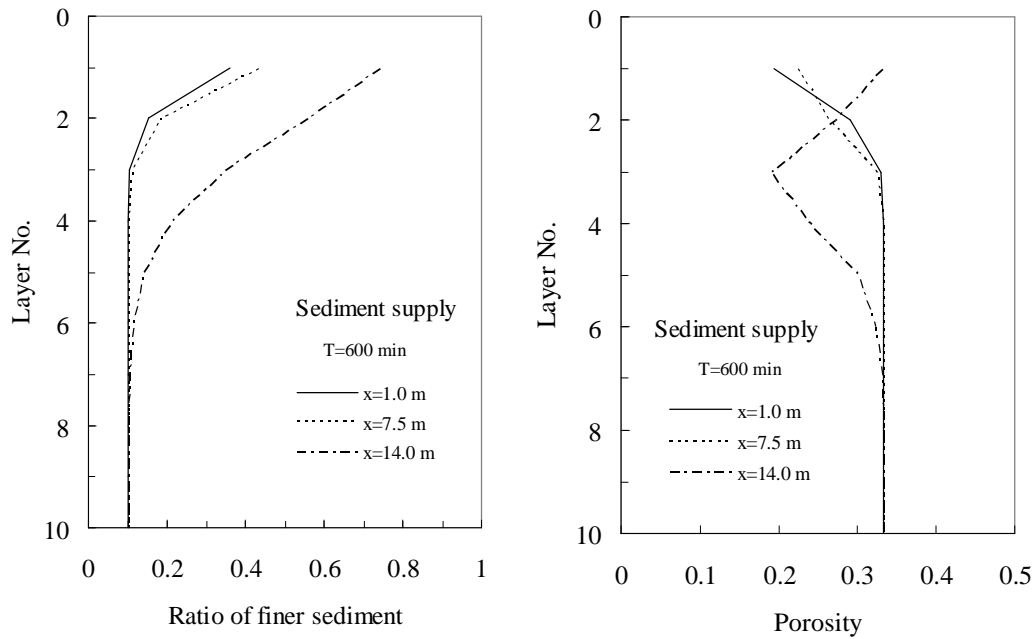 0
2
4
6
8
10
Layer No.
Sediment supply
T=600 min
x=1.0 m
x=7.5 m
x=14.0 m
0 0.2 0.4 0.6 0.8 1
Ratio of finer sediment
0
2
4
6
8
10
Layer No.
Sediment supply
T=600 min
x=1.0 m
x=7.5 m
x=14.0 m
0 0.1 0.2 0.3 0.4 0.5
Porosity